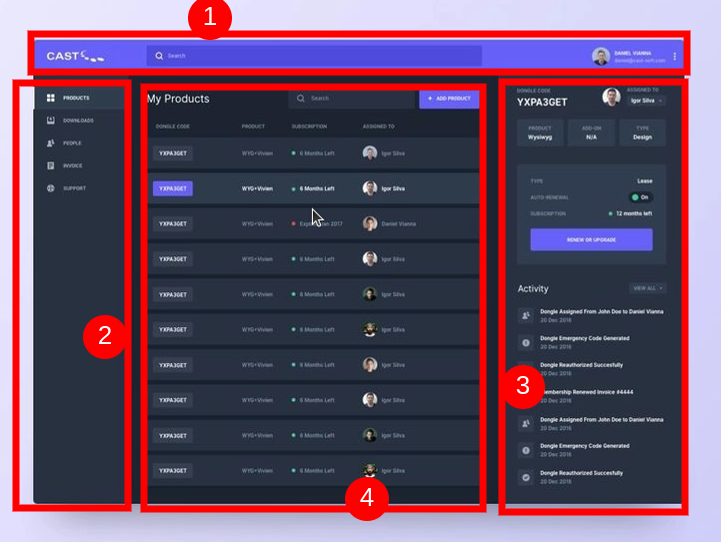 1
CAST
Search
DANIEL VIANNA
daniel@cast-soft.com
PRODUCTS
DOWNLOADS
PEOPLE
INVOICE
SUPPORT
2
My Products
Search
+ ADD PRODUCT
DONGLE CODE PRODUCT SUBSCRIPTION ASSIGNED TO
YXPA3GET WYG+Vivien 6 Months Left Igor Silva
YXPA3GET WYG+Vivien 6 Months Left Igor Silva
YXPA3GET WYG+Vivien 2017 Daniel Vianna
YXPA3GET WYG+Vivien 6 Months Left Igor Silva
YXPA3GET WYG+Vivien 6 Months Left Igor Silva
YXPA3GET WYG+Vivien 6 Months Left Igor Silva
YXPA3GET WYG+Vivien 6 Months Left Igor Silva
YXPA3GET WYG+Vivien 6 Months Left Igor Silva
YXPA3GET WYG+Vivien 6 Months Left Igor Silva
YXPA3GET WYG+Vivien 6 Months Left Igor Silva
4
DONGLE CODE
YXPA3GET
ASSIGNED TO
Igor Silva
PRODUCT
Wysiwyg
ADD-ON
N/A
TYPE
Design
TYPE Lease
AUTO-RENEWAL On
SUBSCRIPTION 12 months left
RENEW OR UPGRADE
Activity VIEW ALL
Dongle Assigned From John Doe to Daniel Vianna
20 Dec 2016
Dongle Emergency Code Generated
20 Dec 2016
Dongle Reauthorized Succesfully
20 Dec 2016
3
Membership Renewed Invoice #4444
20 Dec 2016
Dongle Assigned From John Doe to Daniel Vianna
20 Dec 2016
Dongle Emergency Code Generated
20 Dec 2016
Dongle Reauthorized Succesfully
20 Dec 2016